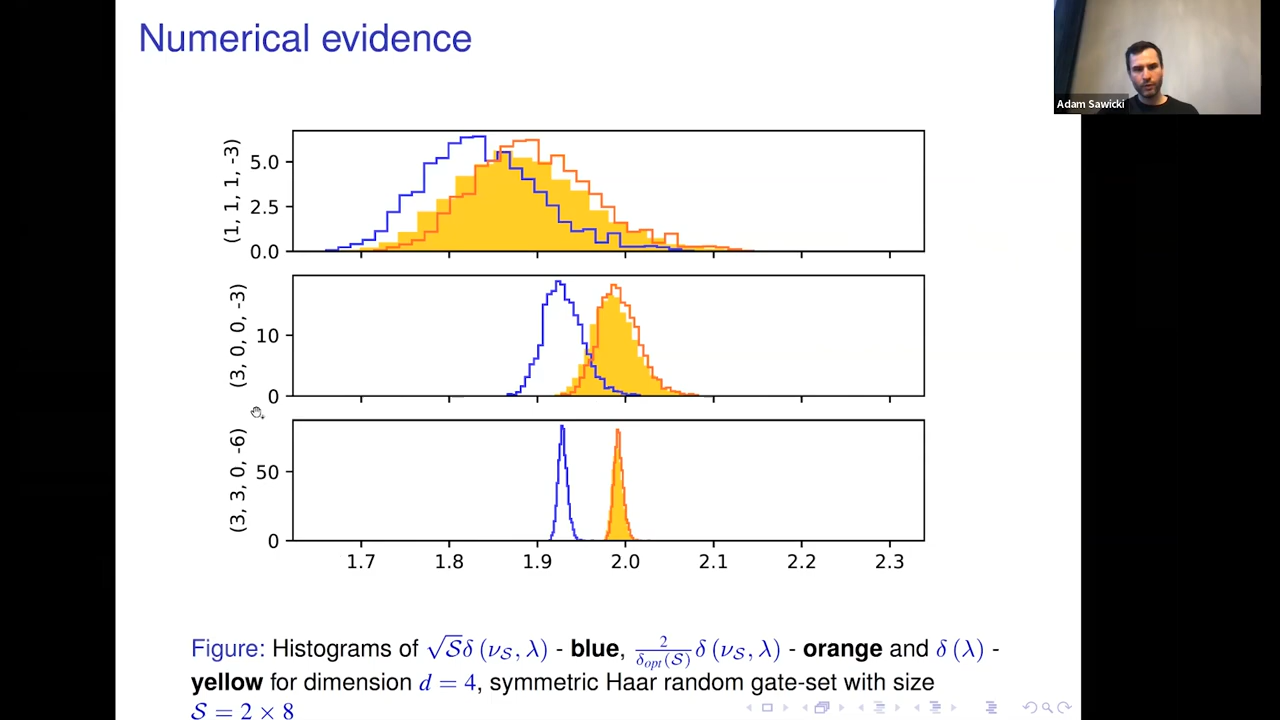 Numerical evidence
Adam Sawicki
(1, 1, 1, -3)
5.0
2.5
0.0
(3, 0, 0, -3)
10
0
(3, 3, 0, -6)
50
0
1.7 1.8 1.9 2.0 2.1 2.2 2.3
Figure: Histograms of √S̅δ (ν_S, λ) - blue, 2/δ_opt(S) δ (ν_S, λ) - orange and δ (λ) -
yellow for dimension d = 4, symmetric Haar random gate-set with size
S = 2 × 8